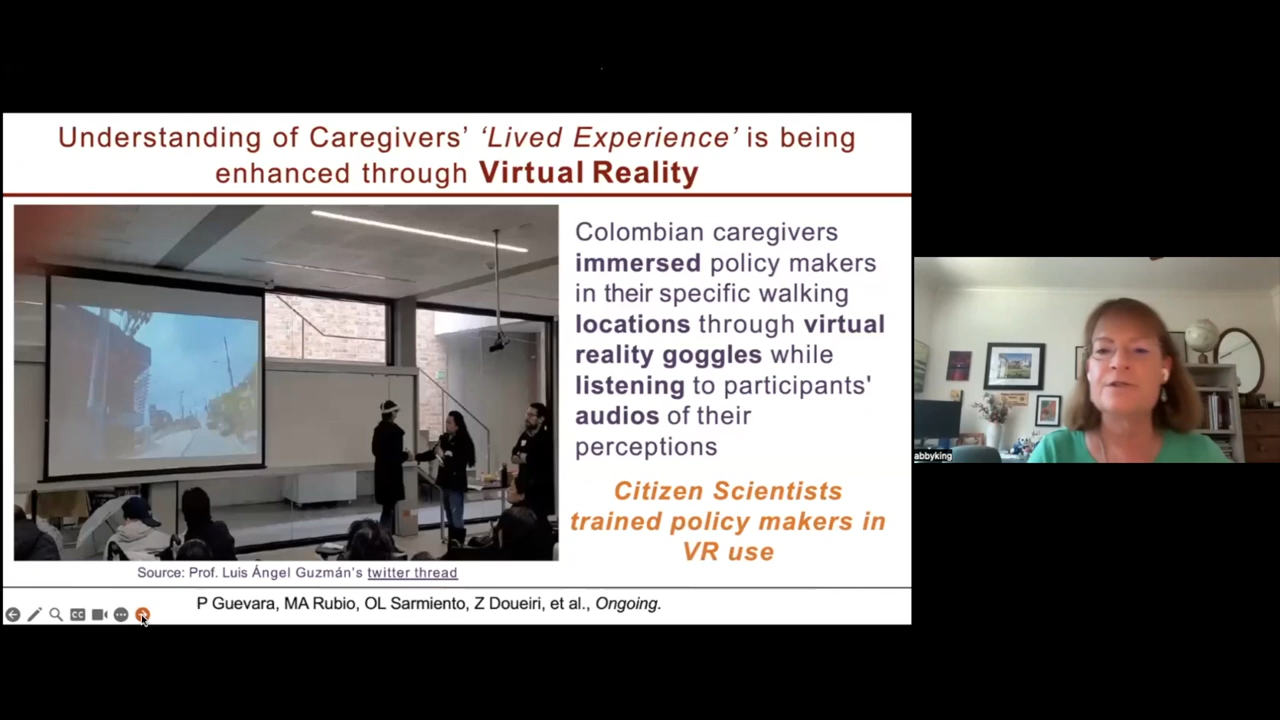 Understanding of Caregivers' 'Lived Experience' is being
enhanced through Virtual Reality
Colombian caregivers
immersed policy makers
in their specific walking
locations through virtual
reality goggles while
listening to participants'
audios of their
perceptions
Citizen Scientists
trained policy makers in
VR use
Source: Prof. Luis Ángel Guzmán's twitter thread
P Guevara, MA Rubio, OL Sarmiento, Z Doueiri, et al., Ongoing.
CC
abbyking